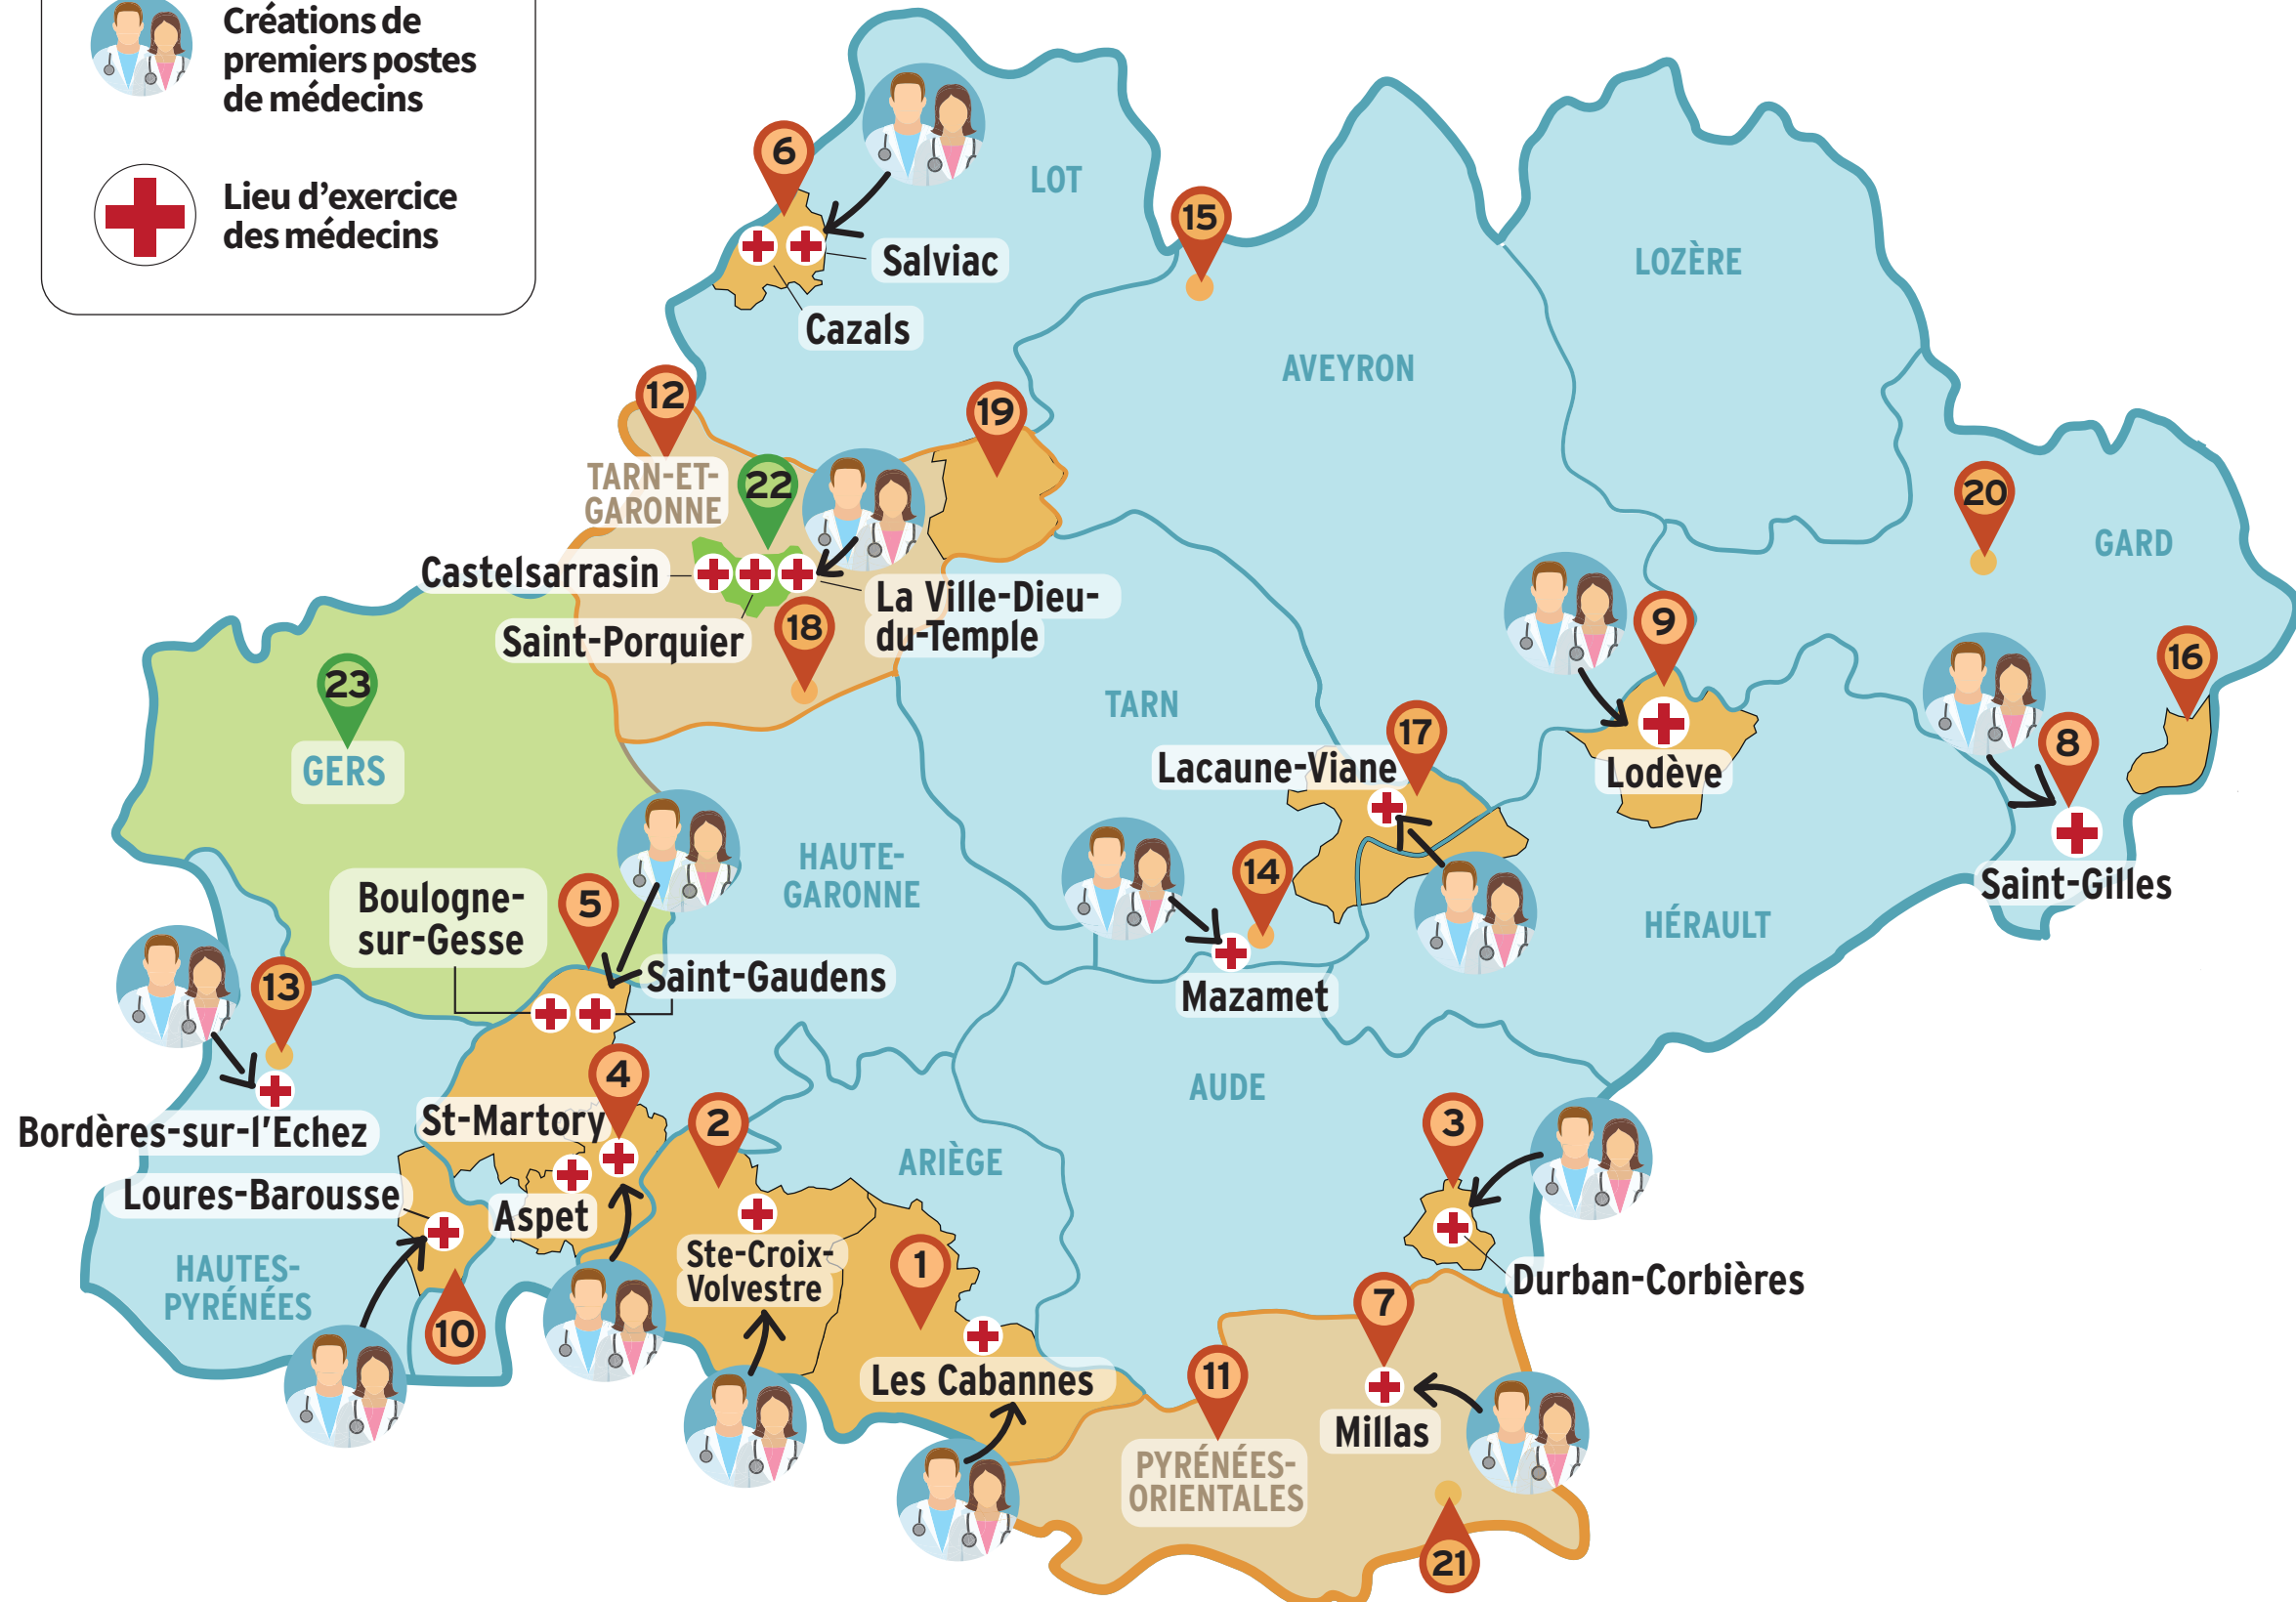 Créations de
premiers postes
de médecins
Lieu d'exercice
des médecins
6
LOT
15
Salviac
LOZÈRE
Cazals
AVEYRON
12
19
TARN-ET-
GARONNE
22
20
GARD
Castelsarrasin
La Ville-Dieu-
du-Temple
Saint-Porquier
18
9
16
23
TARN
17
8
GERS
Lacaune-Viane
Lodève
HAUTE-
GARONNE
14
Saint-Gilles
Boulogne-
sur-Gesse
5
HÉRAULT
Saint-Gaudens
13
Mazamet
4
AUDE
St-Martory
2
3
Bordères-sur-l'Echez
ARIÈGE
Loures-Barousse
Aspet
Ste-Croix-
Volvestre
1
HAUTES-
PYRÉNÉES
Durban-Corbières
10
7
Les Cabannes
11
Millas
PYRÉNÉES-
ORIENTALES
21